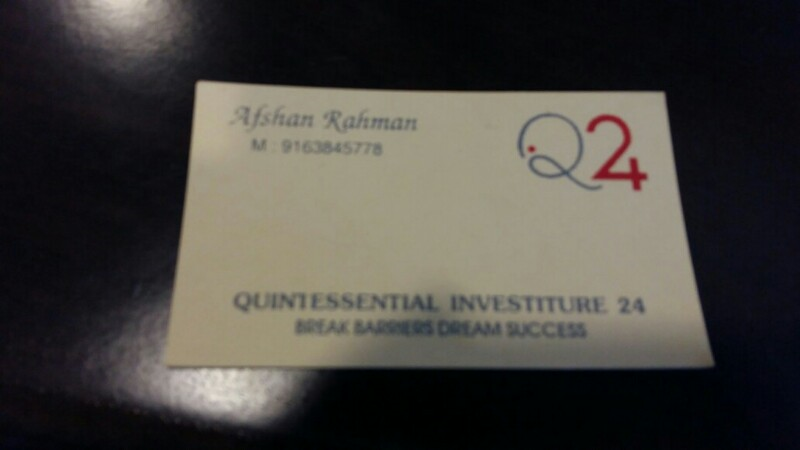 Afshan Rahman
M : 9163845778
Q24
QUINTESSENTIAL INVESTITURE 24
BREAK BARRIERS DREAM SUCCESS